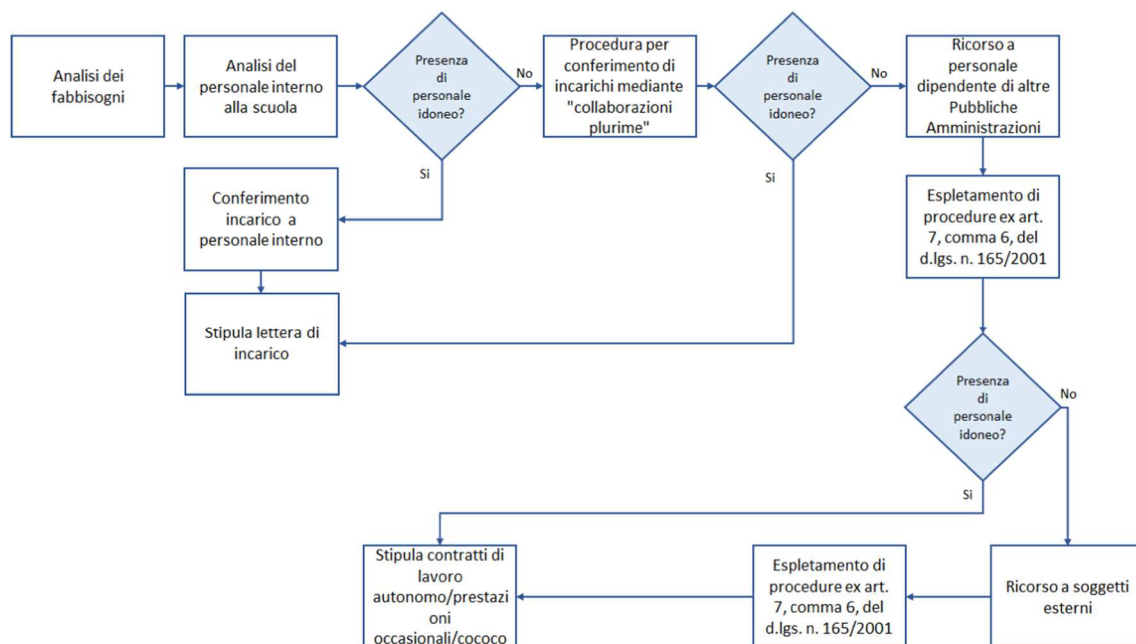 Analisi dei
fabbisogni
Analisi del
personale interno
alla scuola
Presenza
di
personale
idoneo?
No
Procedura per
conferimento di
incarichi mediante
"collaborazioni
plurime"
Presenza
di
personale
idoneo?
No
Ricorso a
personale
dipendente di altre
Pubbliche
Amministrazioni
Si
Si
Conferimento
incarico a
personale interno
Espletamento di
procedure ex art.
7, comma 6, del
d.lgs. n. 165/2001
Stipula lettera di
incarico
Presenza
di
personale
idoneo?
No
Si
Stipula contratti di
lavoro
autonomo/prestazi
oni
occasionali/cococo
Espletamento di
procedure ex art.
7, comma 6, del
d.lgs. n. 165/2001
Ricorso a soggetti
esterni